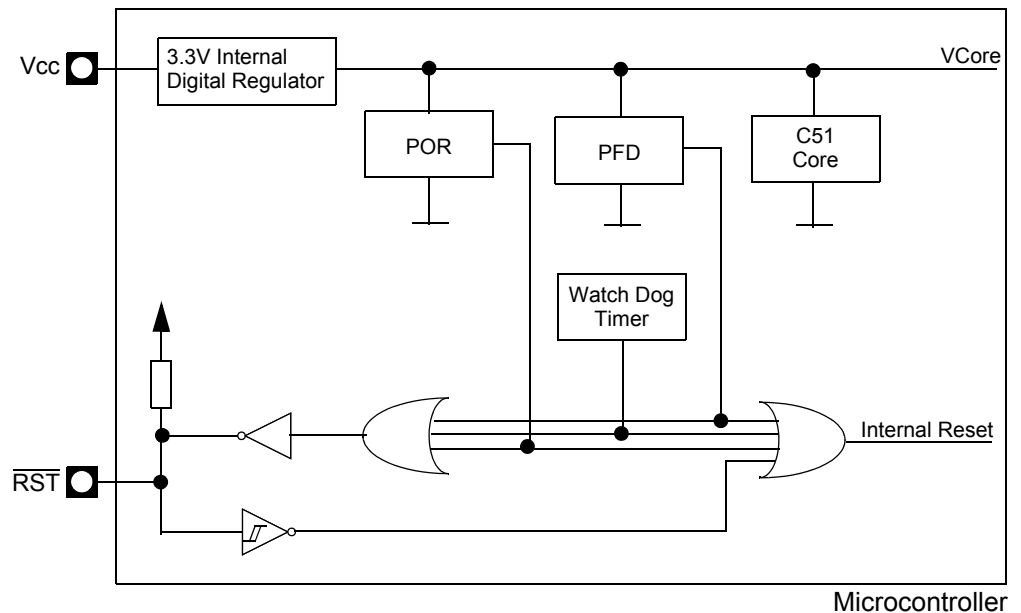 Vcc
3.3V Internal
Digital Regulator
VCore
POR
PFD
C51
Core
Watch Dog
Timer
Internal Reset
RST
Microcontroller